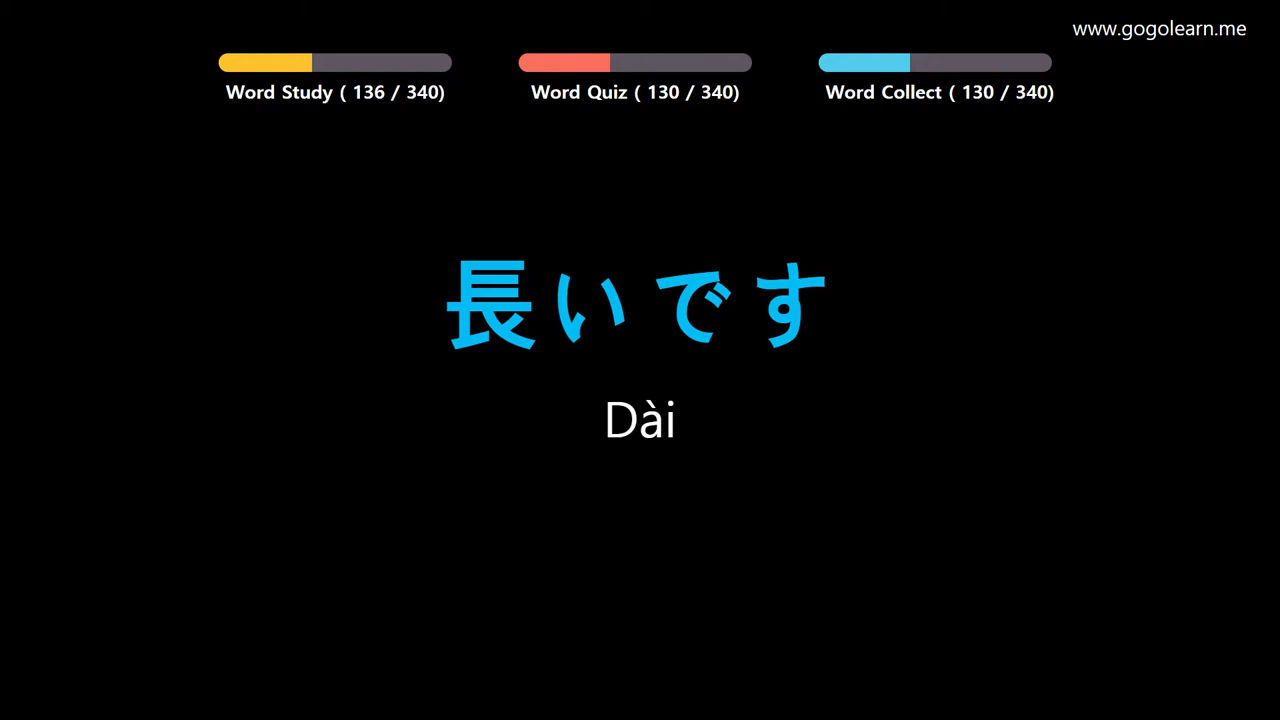 www.gogolearn.me
Word Study ( 136 / 340)
Word Quiz ( 130 / 340)
Word Collect ( 130 / 340)
長いです
Dài